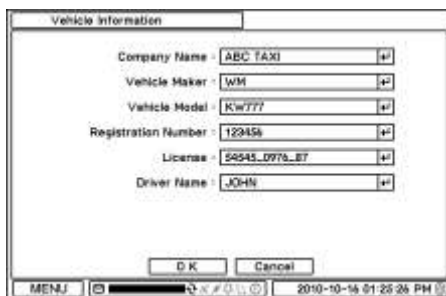 Vehicle Information
Company Name : ABC TAXI
Vehicle Maker : WM
Vehicle Model : KW777
Registration Number : 123456
License : 54545_0976_87
Driver Name : JOHN
OK Cancel
MENU 2010-10-16 01:25:26 PM